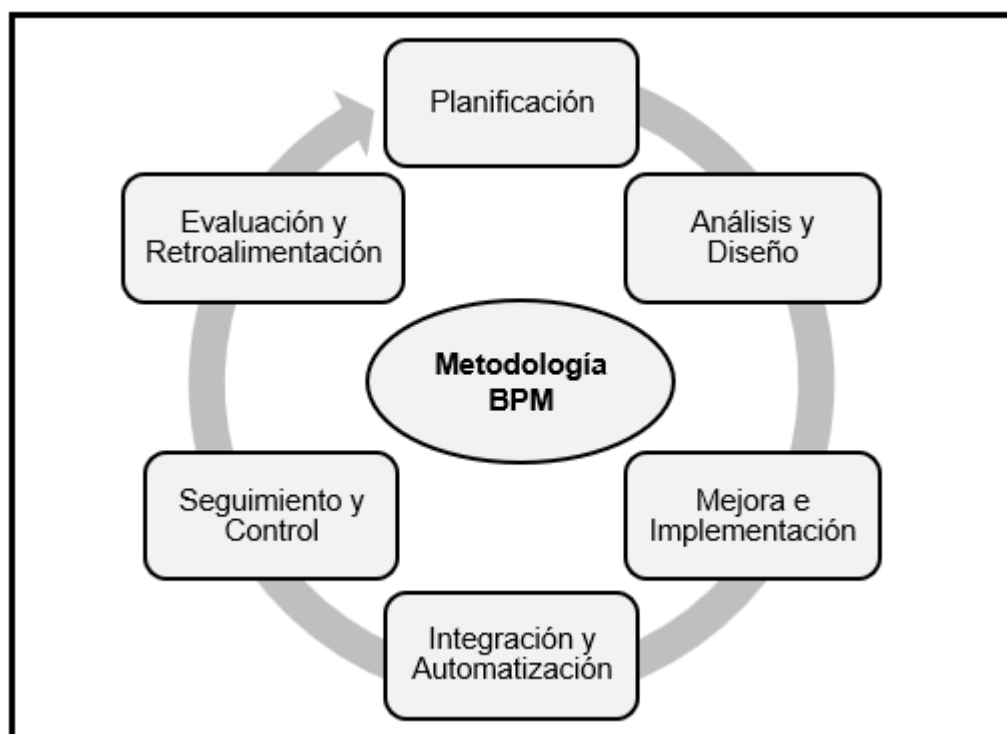 Planificación
Análisis y
Diseño
Mejora e
Implementación
Integración y
Automatización
Seguimiento y
Control
Evaluación y
Retroalimentación
Metodología
BPM